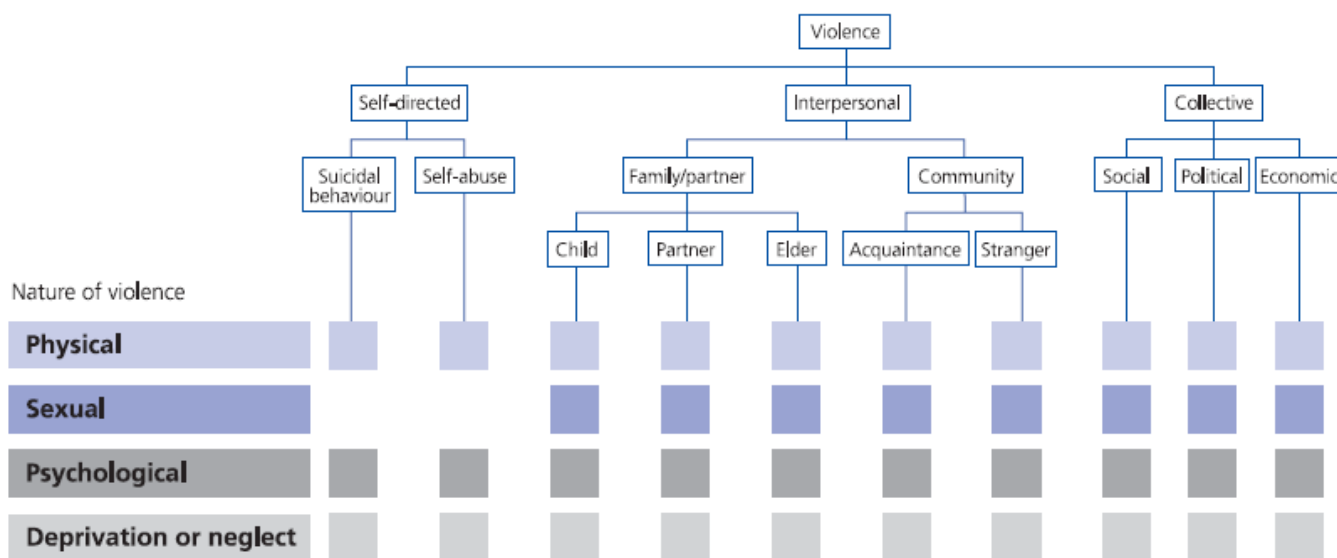 Violence
Self-directed
Interpersonal
Collective
Suicidal
behaviour
Self-abuse
Family/partner
Community
Social
Political
Economic
Child
Partner
Elder
Acquaintance
Stranger
Nature of violence
Physical
Sexual
Psychological
Deprivation or neglect